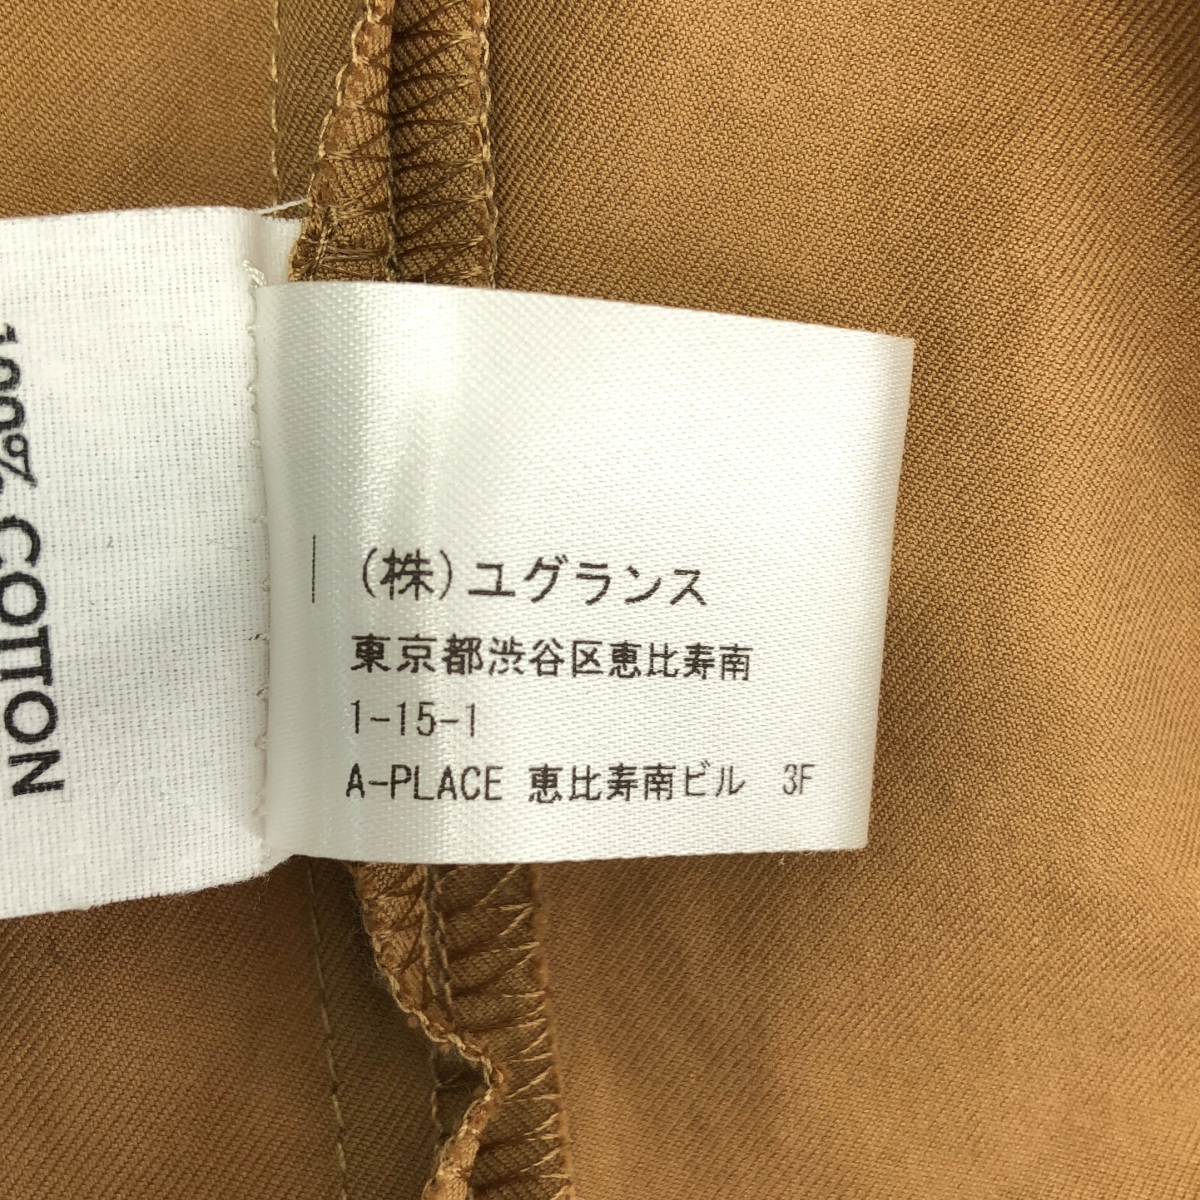 100% COTTON
(株)ユグランス
東京都渋谷区恵比寿南
1-15-1
A-PLACE 恵比寿南ビル 3F